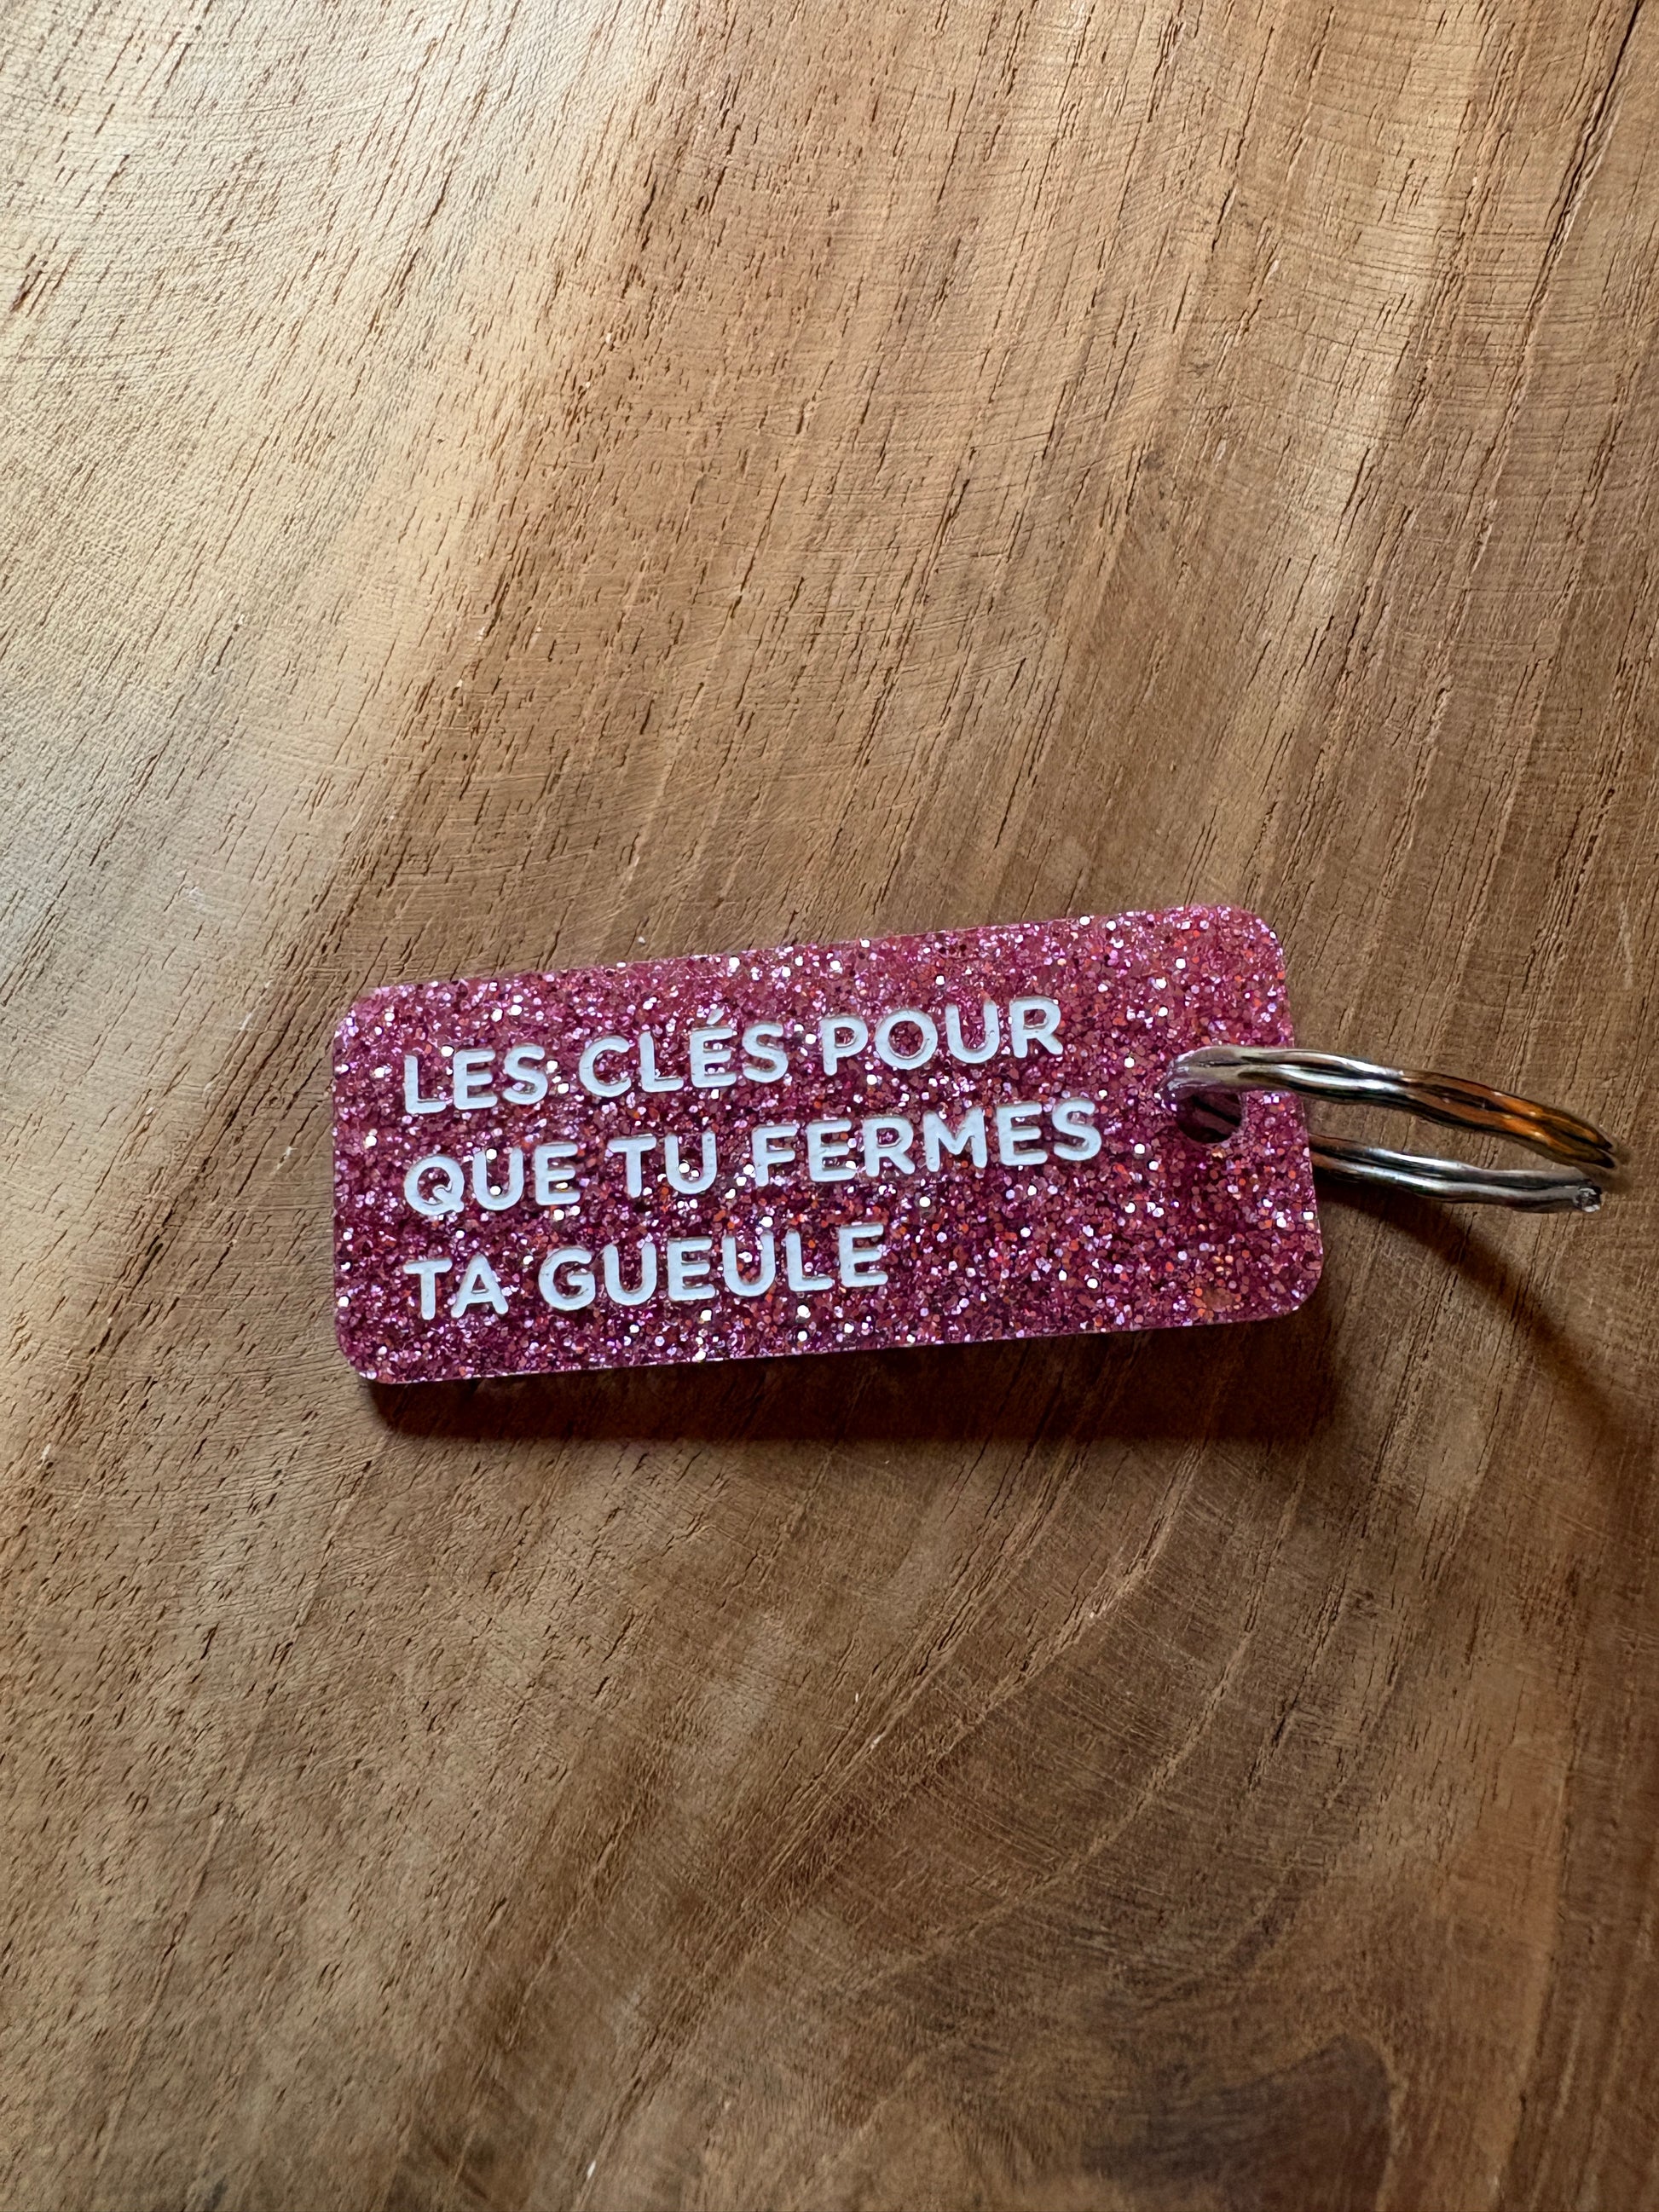 LES CLÉS POUR
QUE TU FERMES
TA GUEULE